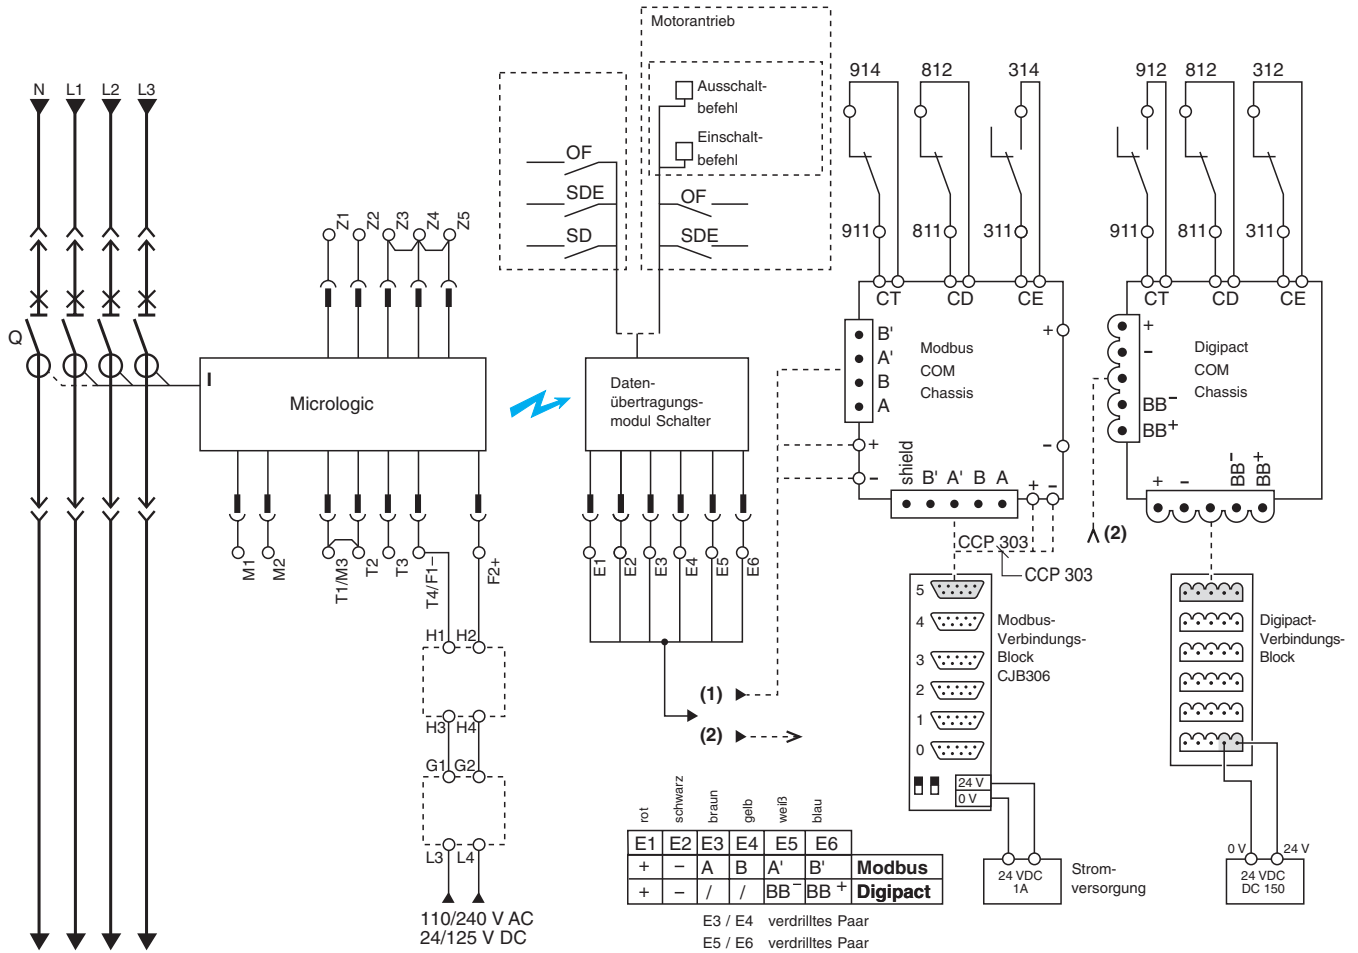 Motorantrieb
914 812 314
912 812 312
N L1 L2 L3
Ausschalt-
befehl
Einschalt-
befehl
OF
SDE
SD
OF
SDE
Z1 Z2 Z3 Z4 Z5
911 811 311
911 811 311
CT CD CE
CT CD CE
Q
I
Micrologic
Daten-
übertragungs-
modul Schalter
B'
A'
B
A
+
–
Modbus
COM
Chassis
+
–
shield B' A' B A + –
+
–
BB–
BB+
Digipact
COM
Chassis
+ – BB– BB+
(2)
M1 M2 T1/M3 T2 T3 T4/F1– F2+
E1 E2 E3 E4 E5 E6
CCP 303
CCP 303
H1 H2
H3 H4
G1 G2
L3 L4
110/240 V AC
24/125 V DC
(1)
(2)
5
4
3
2
1
0
Modbus-
Verbindungs-
Block
CJB306
24 V
0 V
24 VDC
1A
Strom-
versorgung
Digipact-
Verbindungs-
Block
0 V 24 V
24 VDC
DC 150
rot schwarz braun gelb weiß blau
E1 E2 E3 E4 E5 E6
+ – A B A' B' Modbus
+ – / / BB– BB+ Digipact
E3 / E4 verdrilltes Paar
E5 / E6 verdrilltes Paar